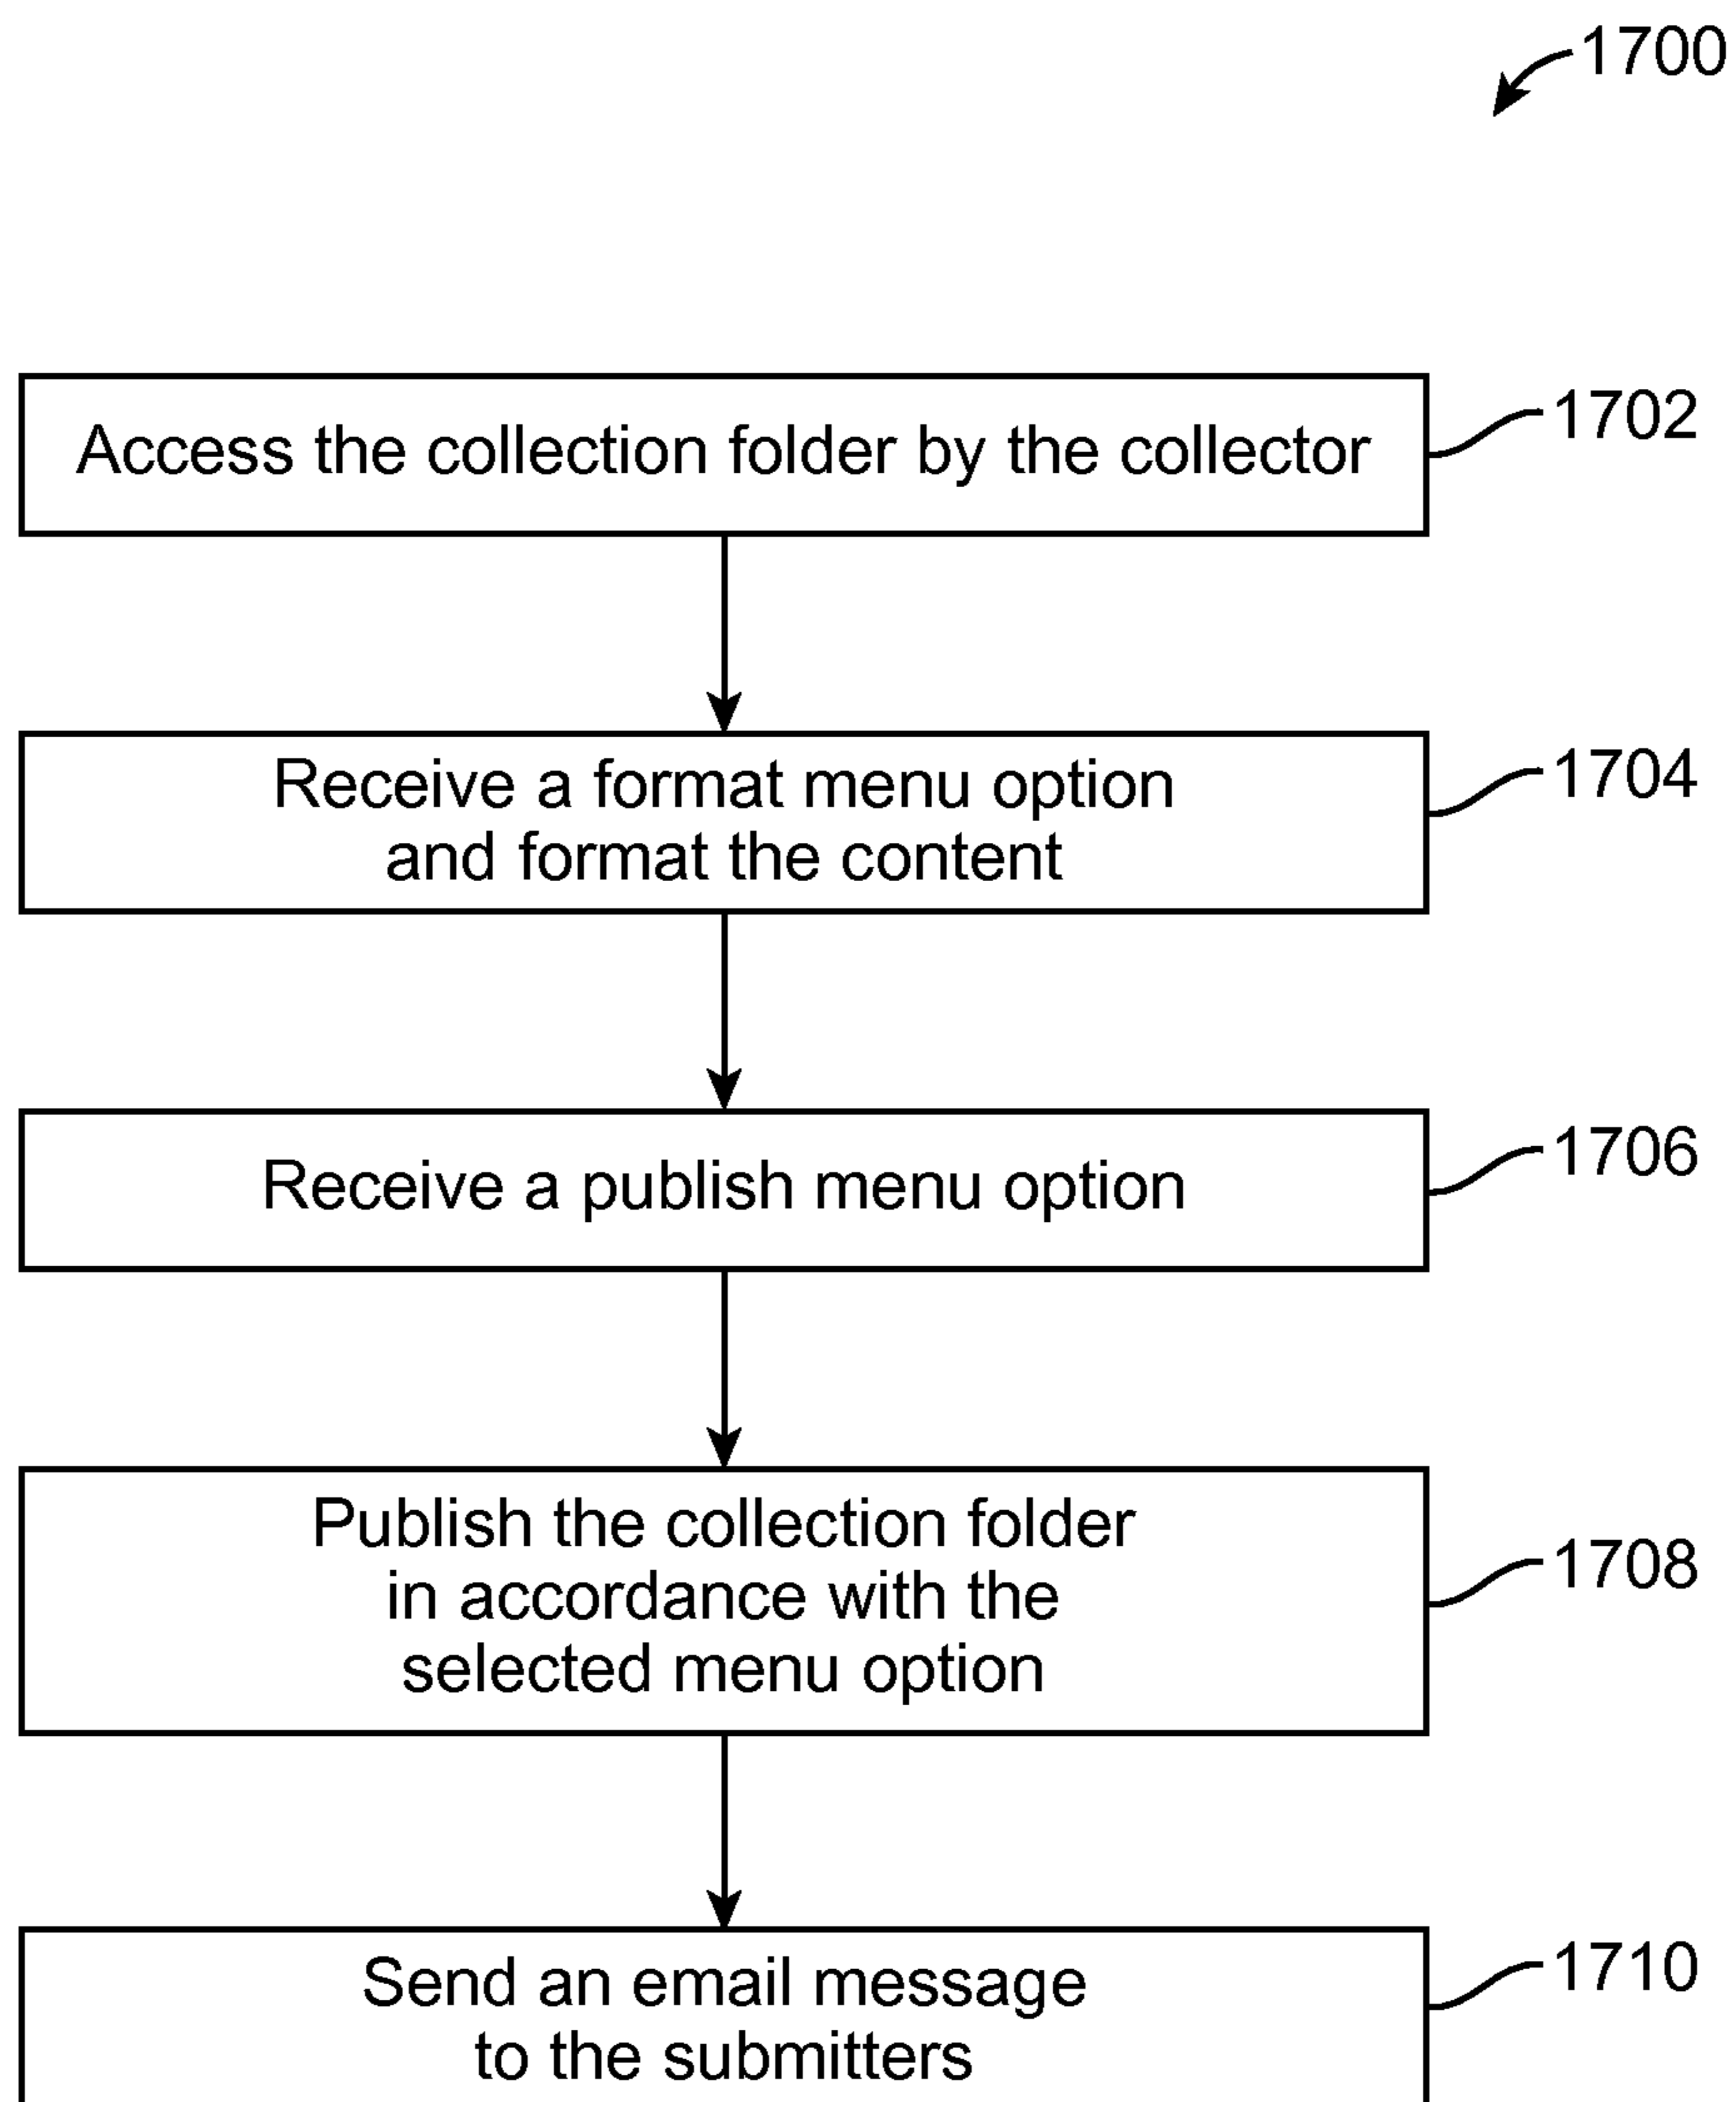 1700
Access the collection folder by the collector
1702
Receive a format menu option
and format the content
1704
Receive a publish menu option
1706
Publish the collection folder
in accordance with the
selected menu option
1708
Send an email message
to the submitters
1710